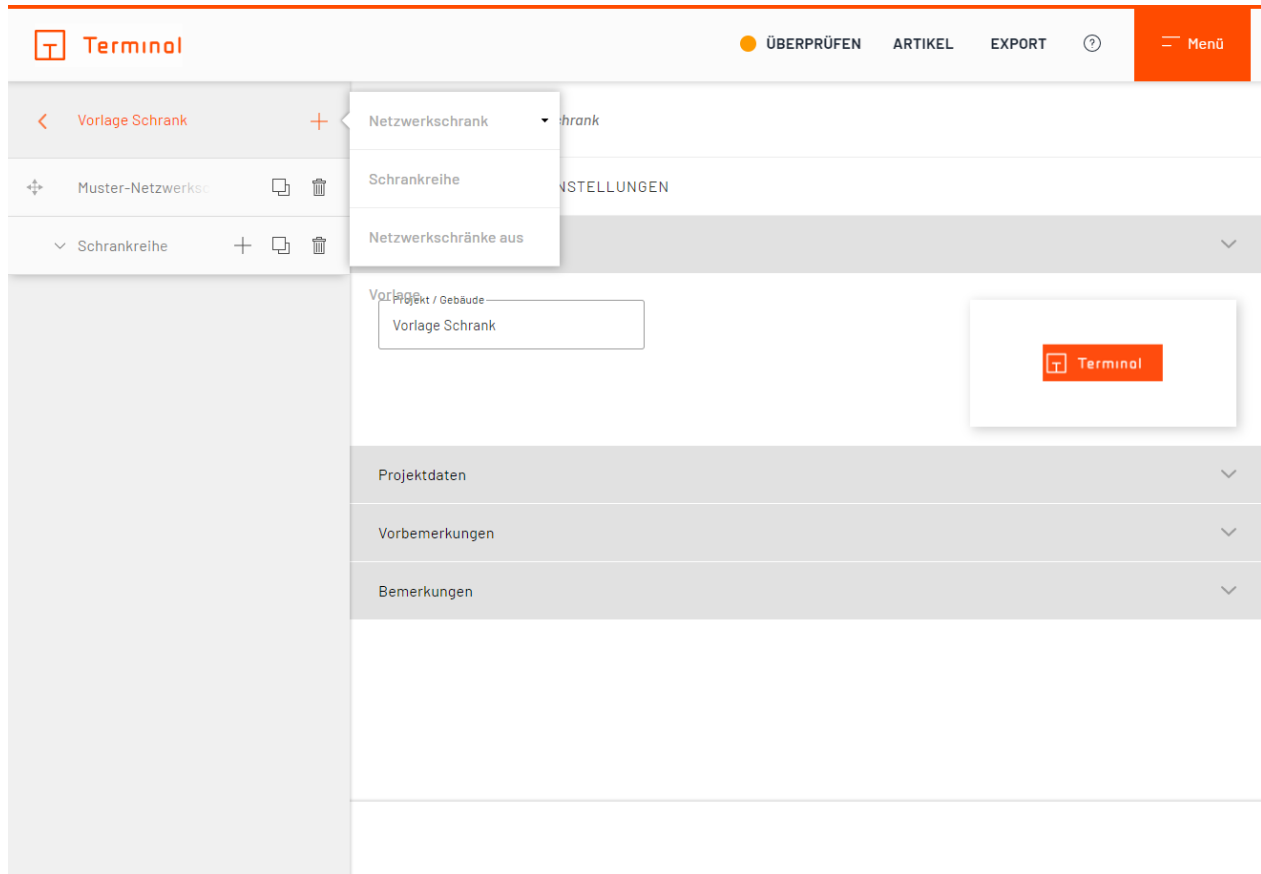 Terminal
ÜBERPRÜFEN ARTIKEL EXPORT ? Menü
Vorlage Schrank
Netzwerkschrank
hrank
Muster-Netzwerksc
Schrankreihe
NSTELLUNGEN
Schrankreihe
Netzwerkschränke aus
Vorlage
Projekt / Gebäude
Vorlage Schrank
Terminal
Projektdaten
Vorbemerkungen
Bemerkungen